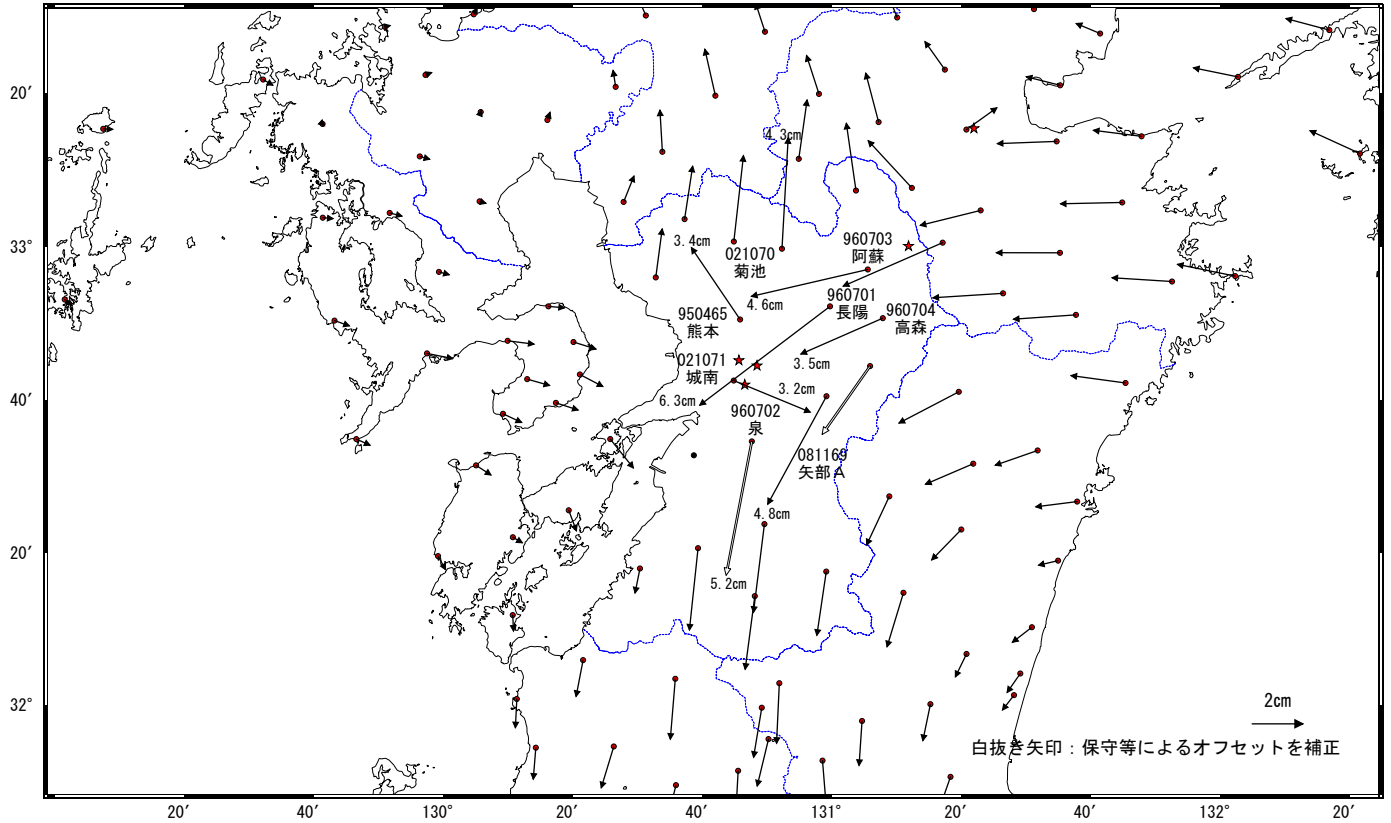 20′
4.3cm
33°
3.4cm
021070
菊池
960703
阿蘇
4.6cm
960701
長陽
950465
熊本
960704
高森
021071
城南
3.5cm
6.3cm
3.2cm
40′
960702
泉
081169
矢部A
4.8cm
20′
5.2cm
32°
2cm
白抜き矢印：保守等によるオフセットを補正
20′ 40′ 130° 20′ 40′ 131° 20′ 40′ 132° 20′